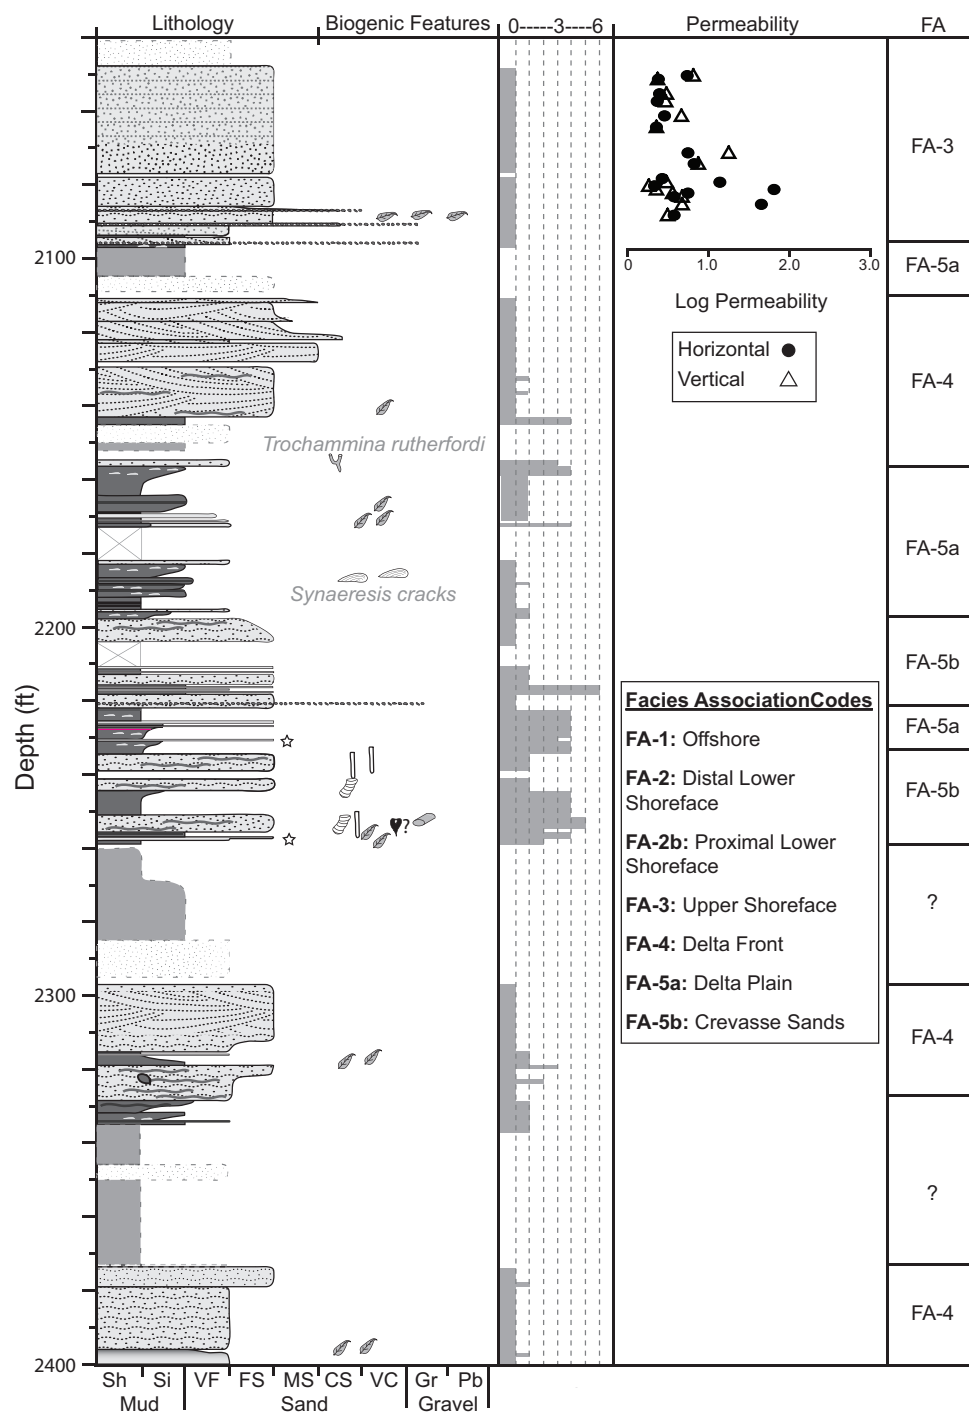 Lithology
Biogenic Features
0-----3----6
Permeability
FA
FA-3
2100
0
1.0
2.0
3.0
FA-5a
Log Permeability
Horizontal
Vertical
FA-4
Trochammina rutherfordi
FA-5a
Synaeresis cracks
2200
FA-5b
Depth (ft)
Facies AssociationCodes
FA-1: Offshore
FA-2: Distal Lower
Shoreface
FA-2b: Proximal Lower
Shoreface
FA-3: Upper Shoreface
FA-4: Delta Front
FA-5a: Delta Plain
FA-5b: Crevasse Sands
FA-5a
FA-5b
?
?
2300
FA-4
?
FA-4
2400
Sh
Si
VF
FS
MS
CS
VC
Gr
Pb
Mud
Sand
Gravel